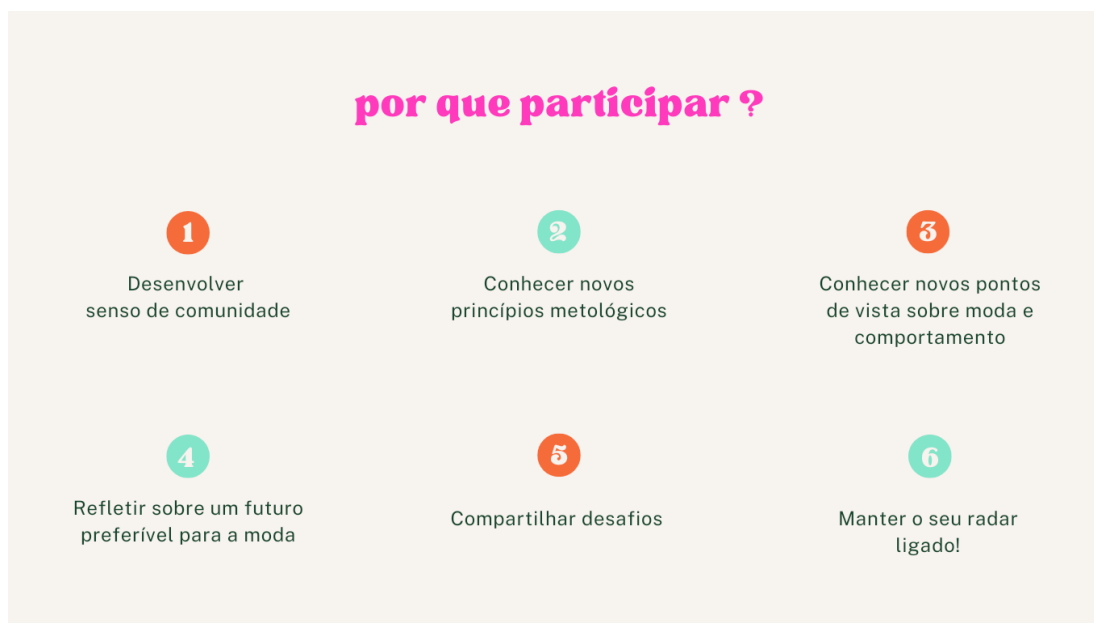 por que participar ?
1
Desenvolver
senso de comunidade
2
Conhecer novos
princípios metológicos
3
Conhecer novos pontos
de vista sobre moda e
comportamento
4
Refletir sobre um futuro
preferível para a moda
5
Compartilhar desafios
6
Manter o seu radar
ligado!